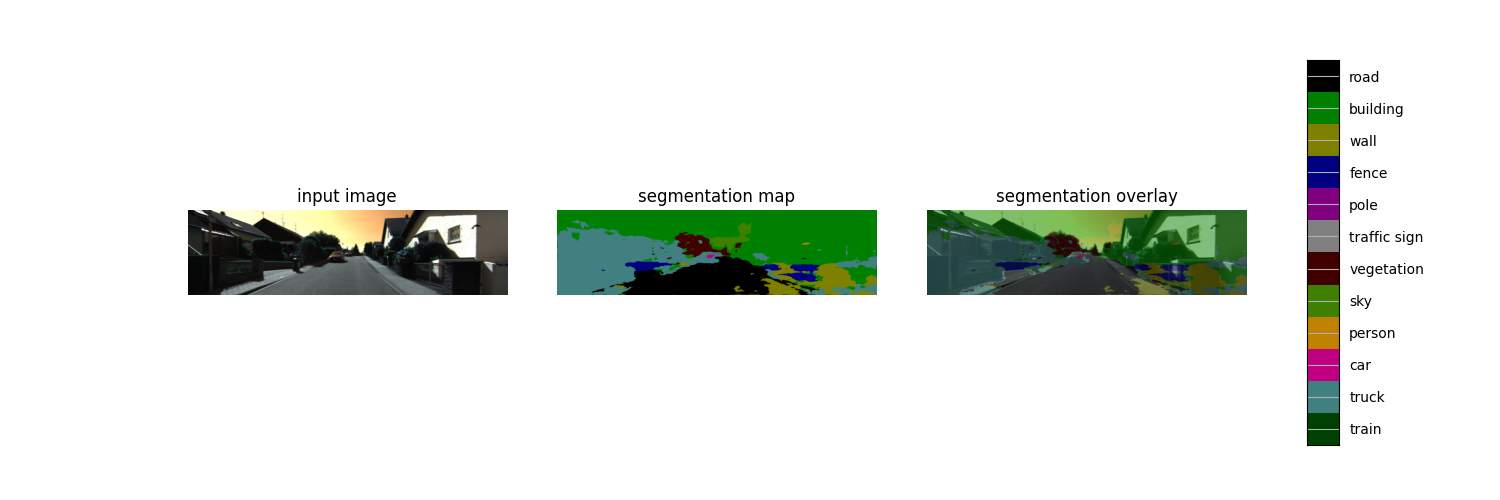 input image
segmentation map
segmentation overlay
road
building
wall
fence
pole
traffic sign
vegetation
sky
person
car
truck
train